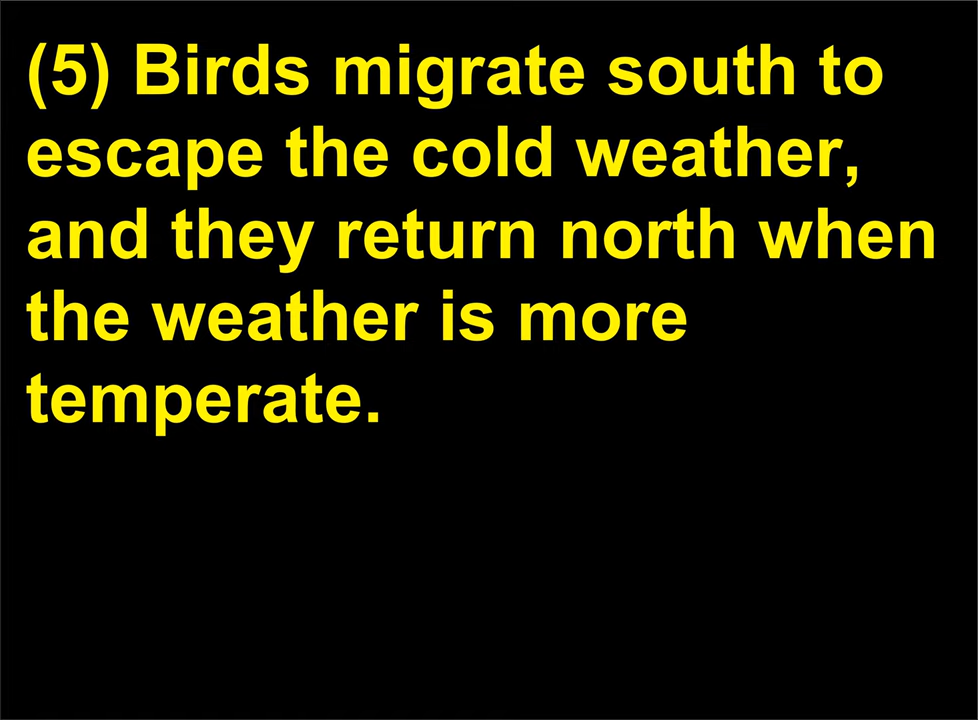 (5) Birds migrate south to
escape the cold weather,
and they return north when
the weather is more
temperate.